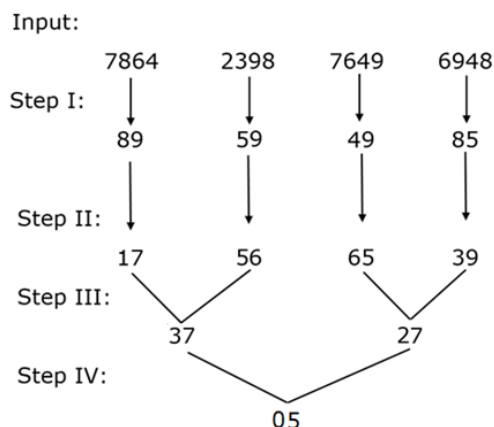 Input:
7864 2398 7649 6948
Step I:
89 59 49 85
Step II:
17 56 65 39
Step III:
37 27
Step IV:
05